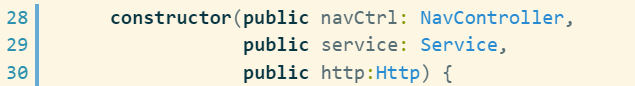 28 constructor(public navCtrl: NavController,
29 public service: Service,
30 public http:Http) {